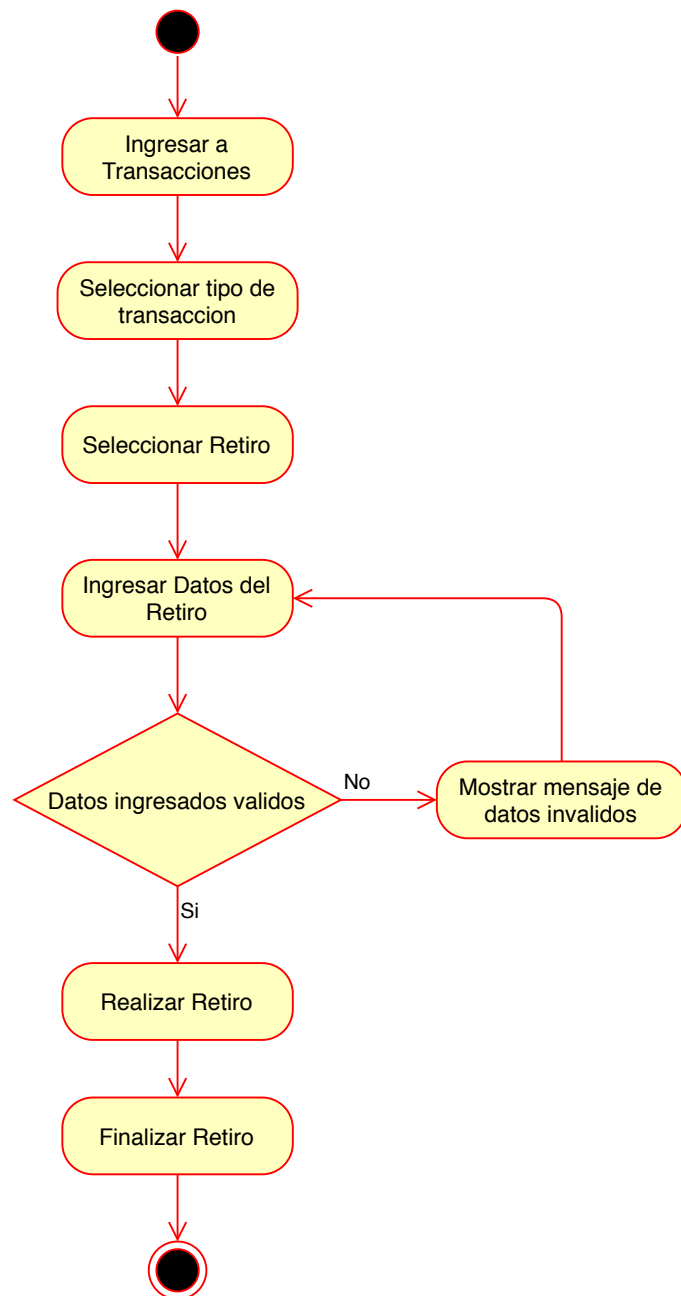 Ingresar a
Transacciones
Seleccionar tipo de
transaccion
Seleccionar Retiro
Ingresar Datos del
Retiro
Datos ingresados validos
No
Mostrar mensaje de
datos invalidos
Si
Realizar Retiro
Finalizar Retiro